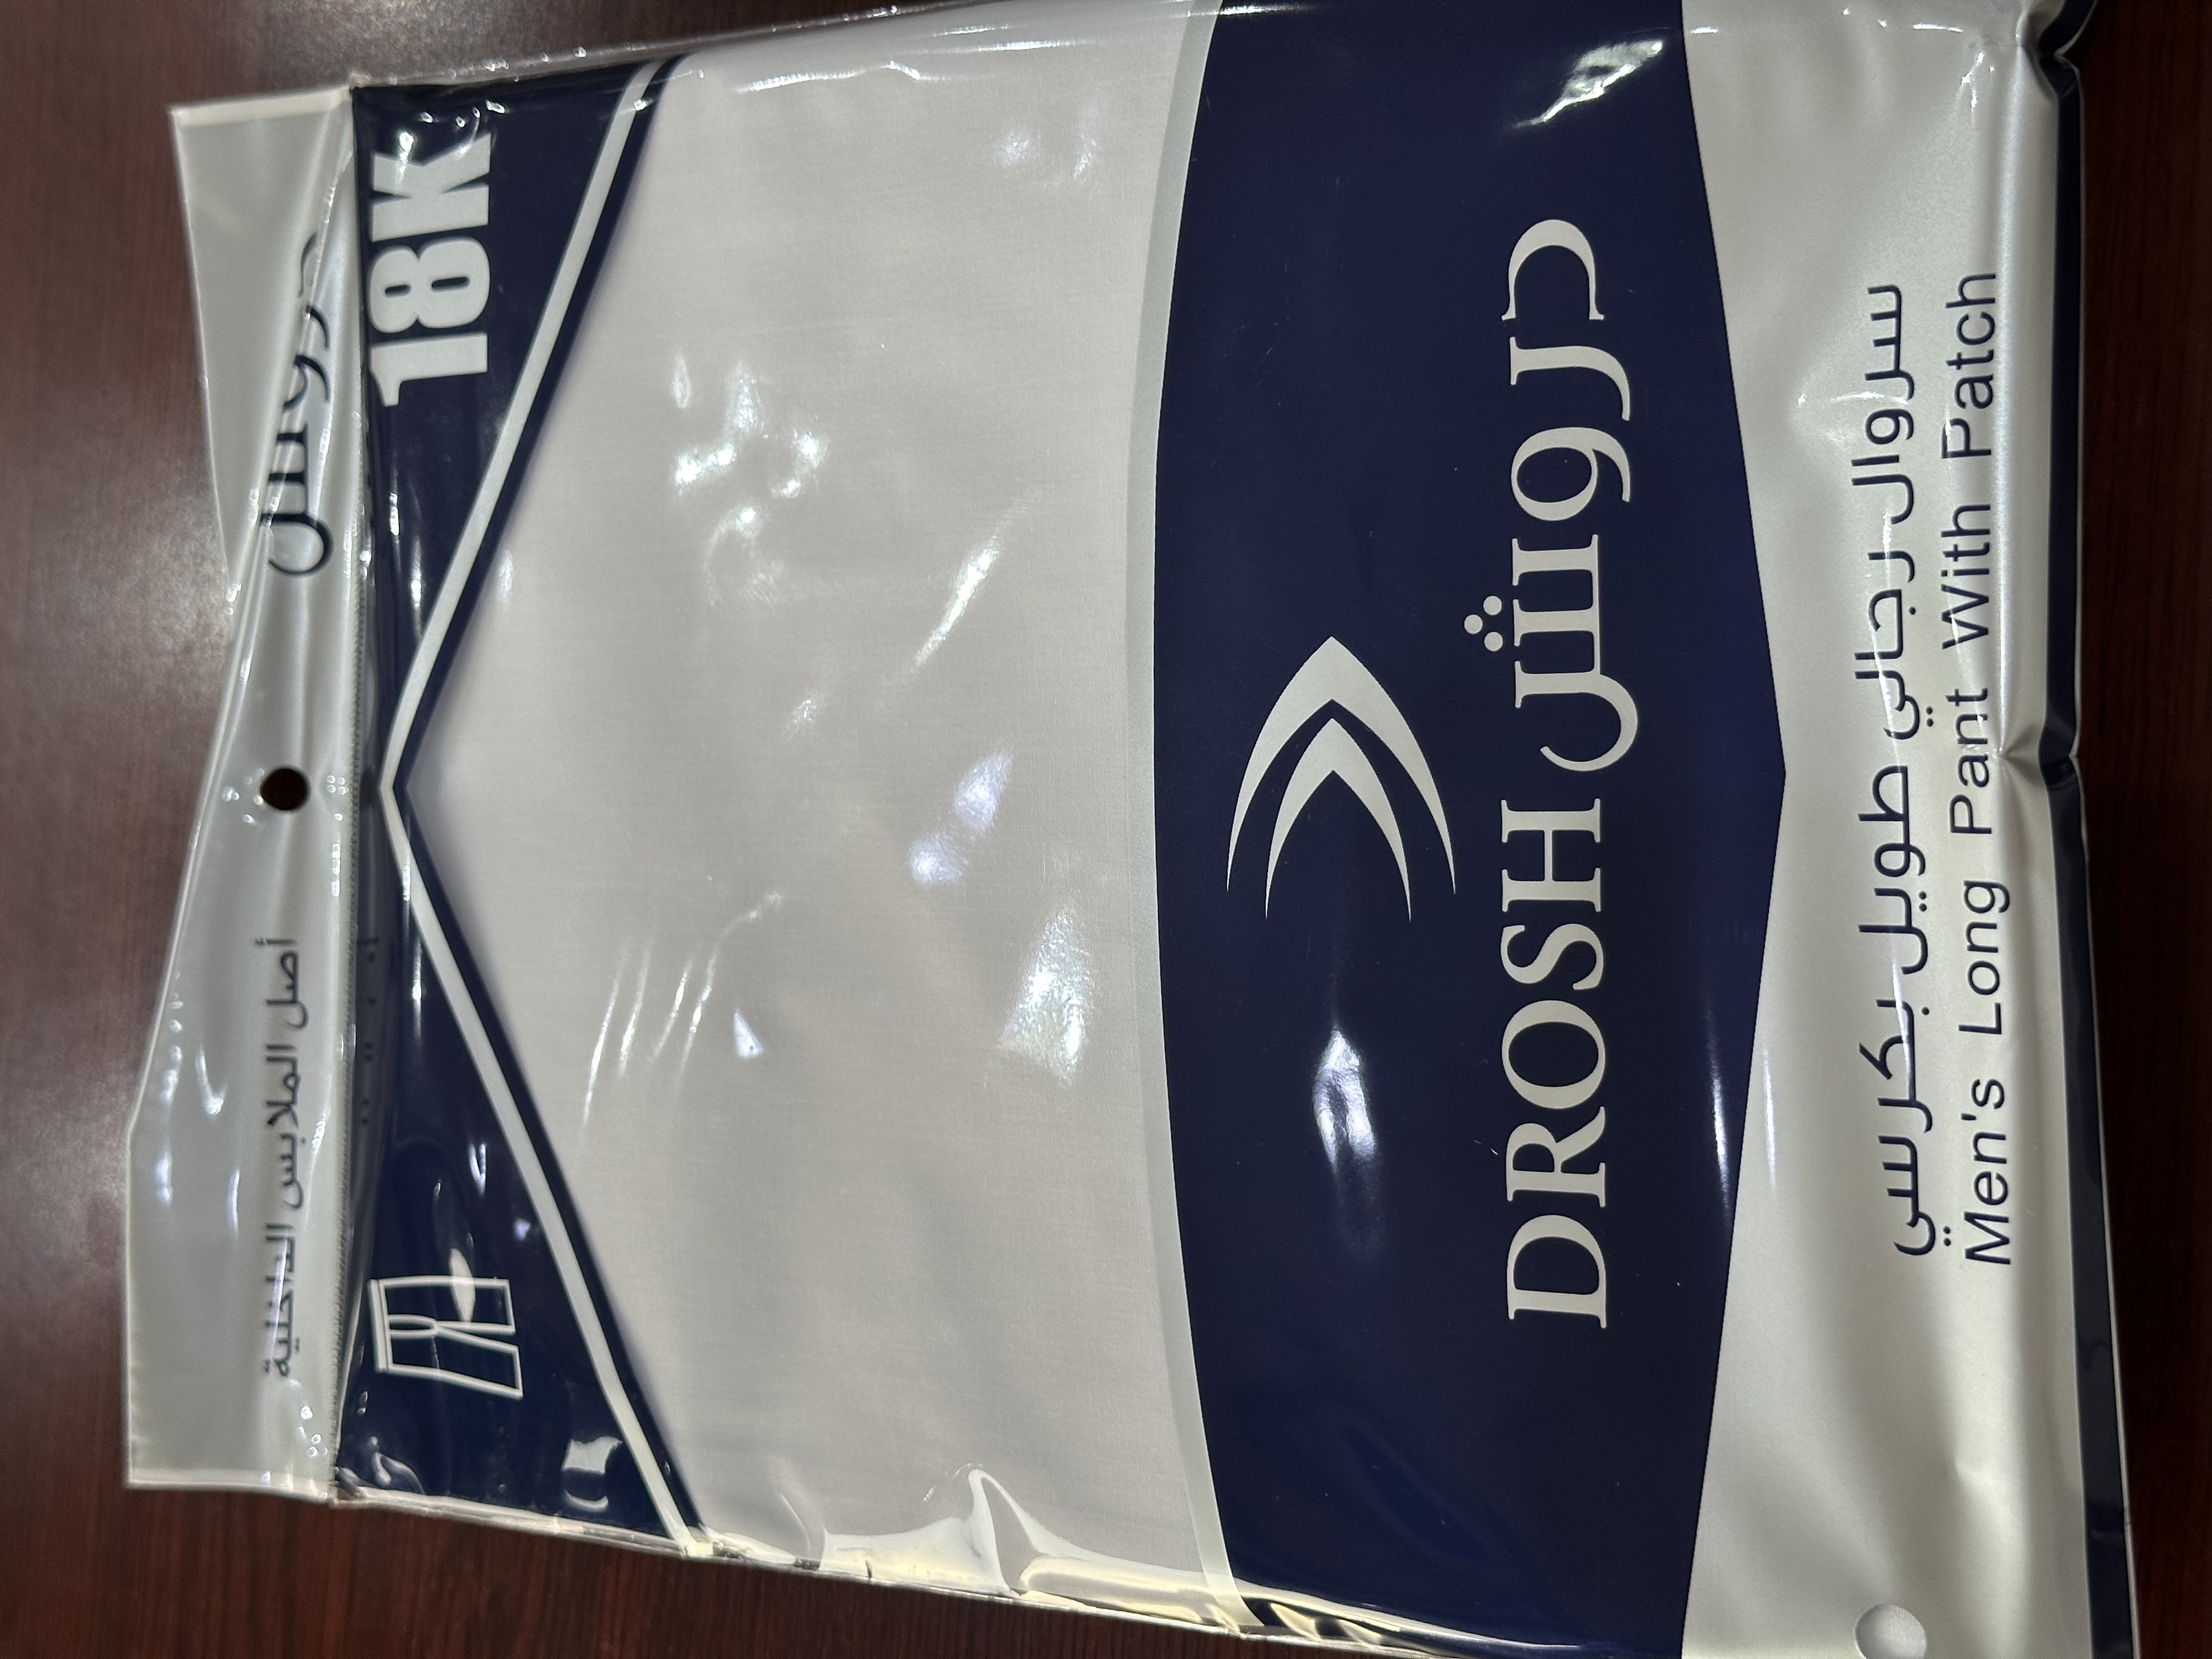 دروش
أصل الملابس الداخلية
18K
DROSH دروش
سروال رجالي طويل بكرسي
Men's Long Pant With Patch